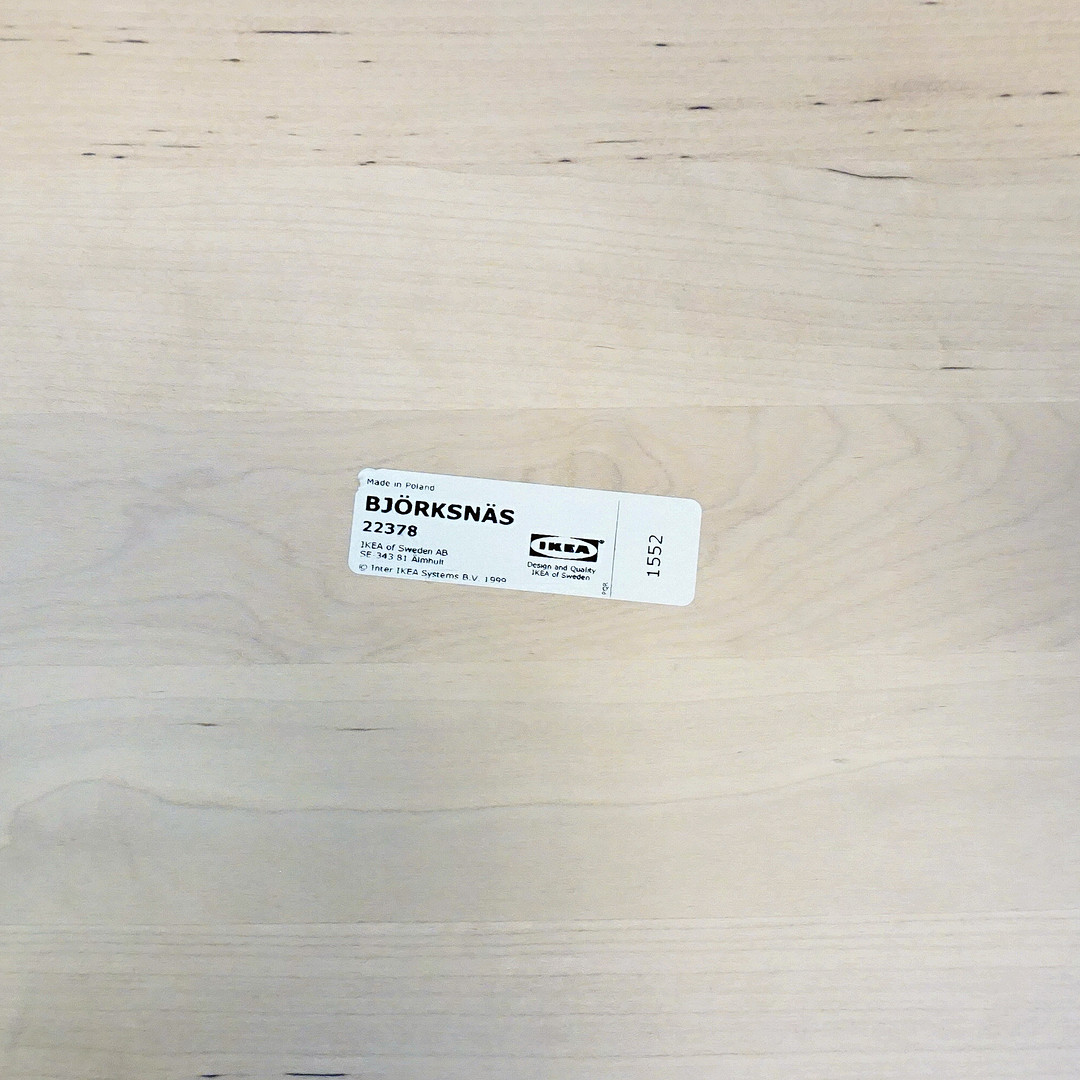 Made in Poland
BJÖRKSNÄS
22378
IKEA of Sweden AB
SE-343 81 Älmhult
© Inter IKEA Systems B.V. 1999
IKEA®
Design and Quality
IKEA of Sweden
PQR
1552